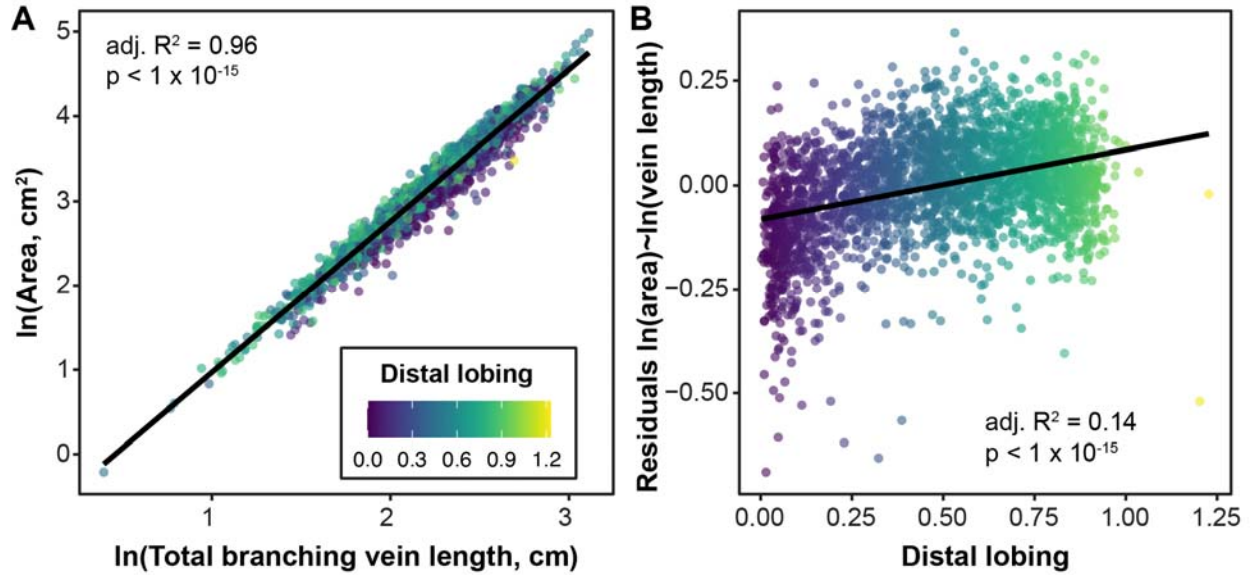 A
adj. R² = 0.96
p < 1 x 10⁻¹⁵
5
4
3
2
1
0
ln(Area, cm²)
Distal lobing
0.0 0.3 0.6 0.9 1.2
1 2 3
ln(Total branching vein length, cm)
B
0.25
0.00
−0.25
−0.50
Residuals ln(area)~ln(vein length)
adj. R² = 0.14
p < 1 x 10⁻¹⁵
0.00 0.25 0.50 0.75 1.00 1.25
Distal lobing